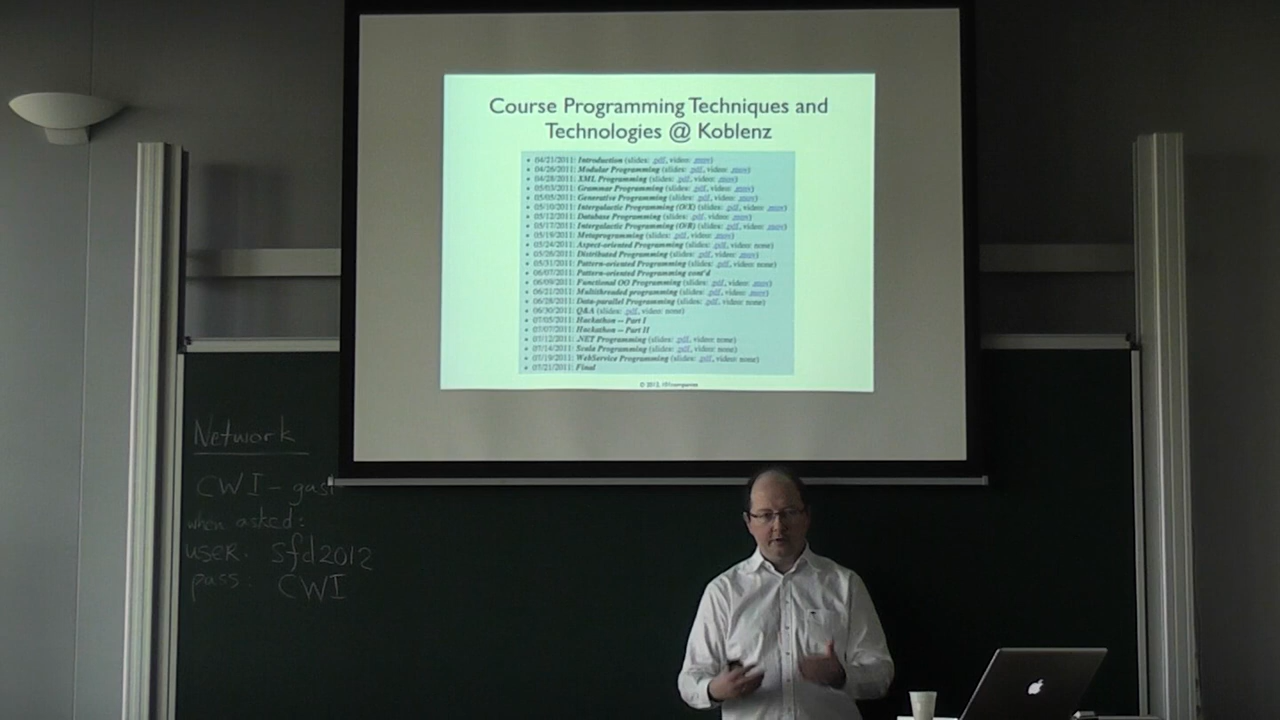 Course Programming Techniques and
Technologies @ Koblenz
• 04/21/2011: Introduction (slides: .pdf, video: .mov)
• 04/26/2011: Modular Programming (slides: .pdf, video: .mov)
• 04/28/2011: XML Programming (slides: .pdf, video: .mov)
• 05/03/2011: Grammar Programming (slides: .pdf, video: .mov)
• 05/05/2011: Generative Programming (slides: .pdf, video: .mov)
• 05/10/2011: Intergalactic Programming (O/X) (slides: .pdf, video: .mov)
• 05/12/2011: Database Programming (slides: .pdf, video: .mov)
• 05/17/2011: Intergalactic Programming (O/R) (slides: .pdf, video: .mov)
• 05/19/2011: Metaprogramming (slides: .pdf, video: .mov)
• 05/24/2011: Aspect-oriented Programming (slides: .pdf, video: none)
• 05/26/2011: Distributed Programming (slides: .pdf, video: .mov)
• 05/31/2011: Pattern-oriented Programming (slides: .pdf, video: none)
• 06/07/2011: Pattern-oriented Programming cont'd
• 06/09/2011: Functional OO Programming (slides: .pdf, video: .mov)
• 06/21/2011: Multithreaded programming (slides: .pdf, video: .mov)
• 06/28/2011: Data-parallel Programming (slides: .pdf, video: none)
• 06/30/2011: Q&A (slides: .pdf, video: none)
• 07/05/2011: Hackathon -- Part I
• 07/07/2011: Hackathon -- Part II
• 07/12/2011: .NET Programming (slides: .pdf, video: none)
• 07/14/2011: Scala Programming (slides: .pdf, video: none)
• 07/19/2011: WebService Programming (slides: .pdf, video: none)
• 07/21/2011: Final
© 2012, 101companies
Network
CWI - gast
when asked:
user: sfd2012
pass: CWI